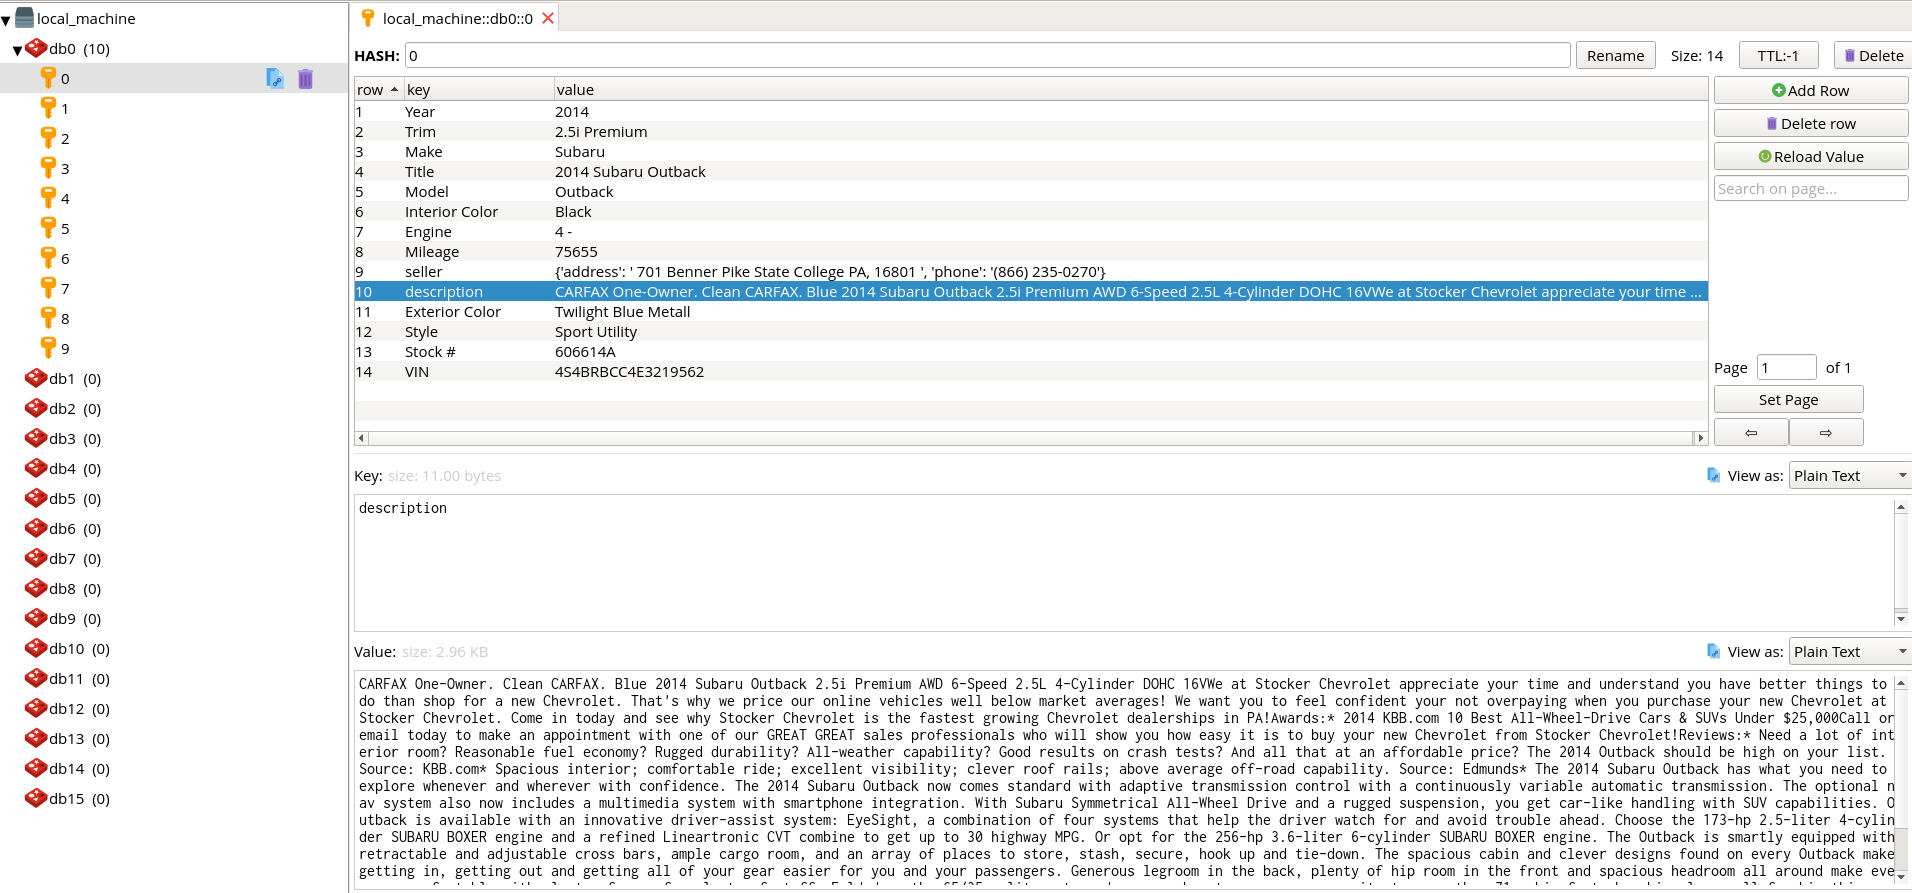 local_machine
db0 (10)
0
1
2
3
4
5
6
7
8
9
db1 (0)
db2 (0)
db3 (0)
db4 (0)
db5 (0)
db6 (0)
db7 (0)
db8 (0)
db9 (0)
db10 (0)
db11 (0)
db12 (0)
db13 (0)
db14 (0)
db15 (0)
local_machine::db0::0
HASH: 0 Rename Size: 14 TTL:-1 Delete
row key value
1 Year 2014
2 Trim 2.5i Premium
3 Make Subaru
4 Title 2014 Subaru Outback
5 Model Outback
6 Interior Color Black
7 Engine 4 -
8 Mileage 75655
9 seller {'address': ' 701 Benner Pike State College PA, 16801 ', 'phone': '(866) 235-0270'}
10 description CARFAX One-Owner. Clean CARFAX. Blue 2014 Subaru Outback 2.5i Premium AWD 6-Speed 2.5L 4-Cylinder DOHC 16VWe at Stocker Chevrolet appreciate your time ...
11 Exterior Color Twilight Blue Metall
12 Style Sport Utility
13 Stock # 606614A
14 VIN 4S4BRBCC4E3219562
Add Row
Delete row
Reload Value
Search on page...
Page 1 of 1
Set Page
Key: size: 11.00 bytes View as: Plain Text
description
Value: size: 2.96 KB View as: Plain Text
CARFAX One-Owner. Clean CARFAX. Blue 2014 Subaru Outback 2.5i Premium AWD 6-Speed 2.5L 4-Cylinder DOHC 16VWe at Stocker Chevrolet appreciate your time and understand you have better things to
do than shop for a new Chevrolet. That's why we price our online vehicles well below market averages! We want you to feel confident your not overpaying when you purchase your new Chevrolet at
Stocker Chevrolet. Come in today and see why Stocker Chevrolet is the fastest growing Chevrolet dealerships in PA!Awards:* 2014 KBB.com 10 Best All-Wheel-Drive Cars & SUVs Under $25,000Call or
email today to make an appointment with one of our GREAT GREAT sales professionals who will show you how easy it is to buy your new Chevrolet from Stocker Chevrolet!Reviews:* Need a lot of int
erior room? Reasonable fuel economy? Rugged durability? All-weather capability? Good results on crash tests? And all that at an affordable price? The 2014 Outback should be high on your list.
Source: KBB.com* Spacious interior; comfortable ride; excellent visibility; clever roof rails; above average off-road capability. Source: Edmunds* The 2014 Subaru Outback has what you need to
explore whenever and wherever with confidence. The 2014 Subaru Outback now comes standard with adaptive transmission control with a continuously variable automatic transmission. The optional n
av system also now includes a multimedia system with smartphone integration. With Subaru Symmetrical All-Wheel Drive and a rugged suspension, you get car-like handling with SUV capabilities. O
utback is available with an innovative driver-assist system: EyeSight, a combination of four systems that help the driver watch for and avoid trouble ahead. Choose the 173-hp 2.5-liter 4-cylin
der SUBARU BOXER engine and a refined Lineartronic CVT combine to get up to 30 highway MPG. Or opt for the 256-hp 3.6-liter 6-cylinder SUBARU BOXER engine. The Outback is smartly equipped with
retractable and adjustable cross bars, ample cargo room, and an array of places to store, stash, secure, hook up and tie-down. The spacious cabin and clever designs found on every Outback make
getting in, getting out and getting all of your gear easier for you and your passengers. Generous legroom in the back, plenty of hip room in the front and spacious headroom all around make eve